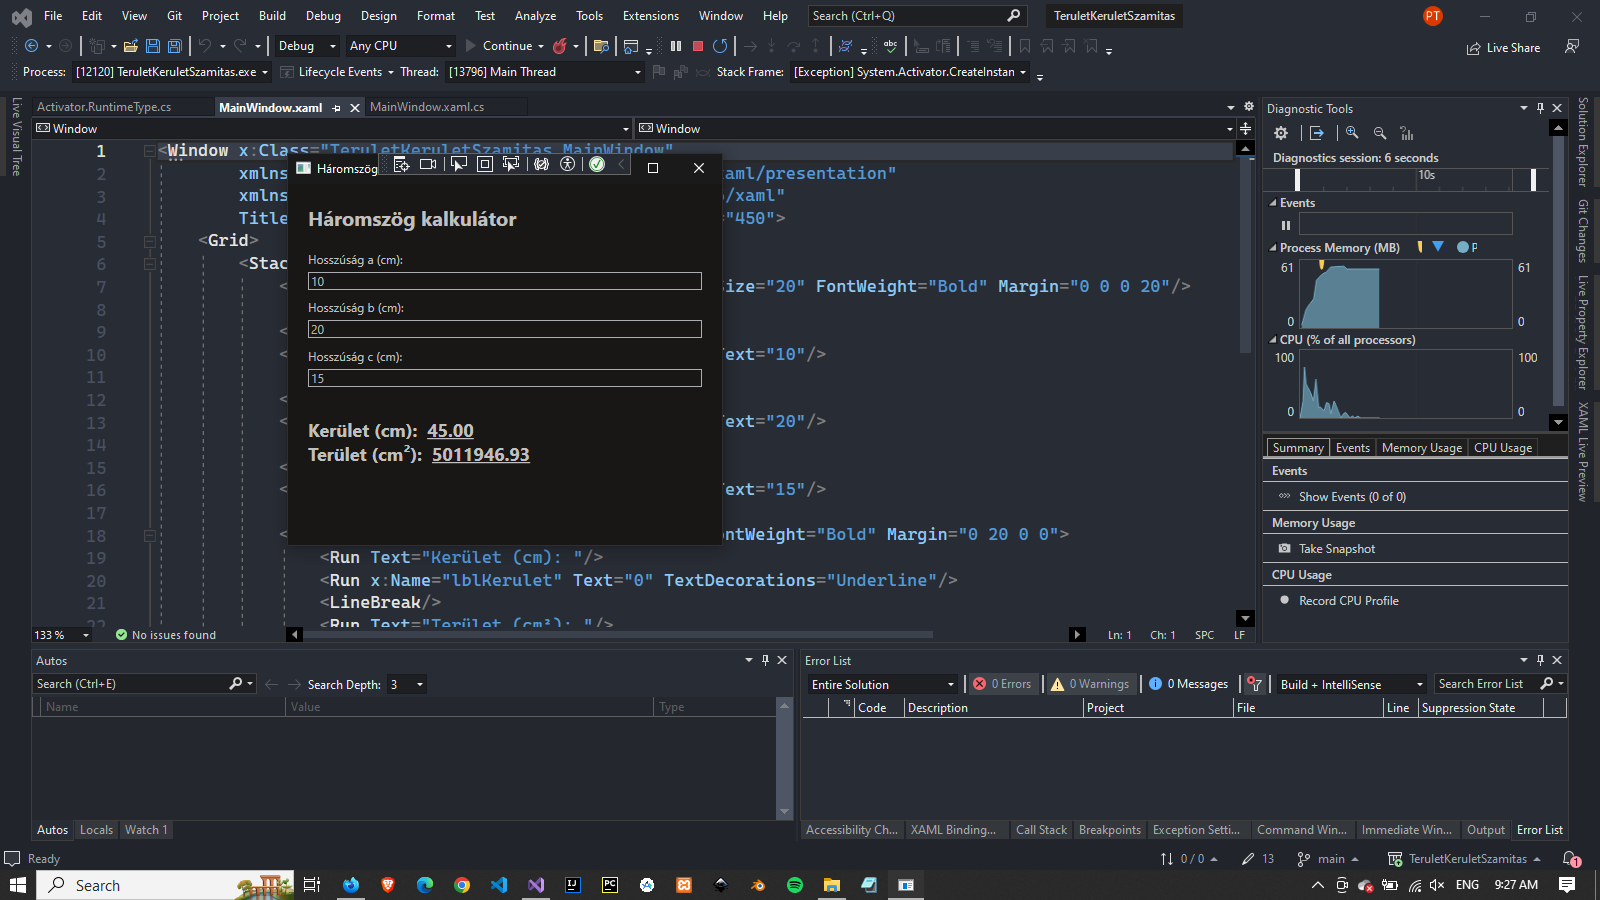 File Edit View Git Project Build Debug Design Format Test Analyze Tools Extensions Window Help Search (Ctrl+Q) TeruletKeruletSzamitas PT
Debug Any CPU Continue Live Share
Process: [12120] TeruletKeruletSzamitas.exe Lifecycle Events Thread: [13796] Main Thread Stack Frame: [Exception] System.Activator.CreateInstan
Live Visual Tree
Activator.RuntimeType.cs MainWindow.xaml MainWindow.xaml.cs
Window Window
1 <Window x:Class="TeruletKeruletSzamitas.MainWindow"
2 xmlns aml/presentation"
3 xmlns /xaml"
4 Title ="450">
5 <Grid>
6 <Stac
7 < Size="20" FontWeight="Bold" Margin="0 0 0 20"/>
8
9 <
10 < Text="10"/>
11
12 <
13 < Text="20"/>
14
15 <
16 < Text="15"/>
17
18 < ontWeight="Bold" Margin="0 20 0 0">
19 <Run Text="Kerület (cm): "/>
20 <Run x:Name="lblKerulet" Text="0" TextDecorations="Underline"/>
21 <LineBreak/>
22 <Run Text="Terület (cm²): "/>
Háromszög
Háromszög kalkulátor
Hosszúság a (cm):
10
Hosszúság b (cm):
20
Hosszúság c (cm):
15
Kerület (cm): 45.00
Terület (cm²): 5011946.93
133 % No issues found Ln: 1 Ch: 1 SPC LF
Diagnostic Tools
Diagnostics session: 6 seconds
10s
Events
Process Memory (MB) P
61 61
0 0
CPU (% of all processors)
100 100
0 0
Summary Events Memory Usage CPU Usage
Events
Show Events (0 of 0)
Memory Usage
Take Snapshot
CPU Usage
Record CPU Profile
Solution Explorer
Git Changes
Live Property Explorer
XAML Live Preview
Autos
Search (Ctrl+E) Search Depth: 3
Name Value Type
Autos Locals Watch 1
Error List
Entire Solution 0 Errors 0 Warnings 0 Messages Build + IntelliSense Search Error List
Code Description Project File Line Suppression State
Accessibility Ch... XAML Binding... Call Stack Breakpoints Exception Setti... Command Win... Immediate Win... Output Error List
Ready 0 / 0 13 main TeruletKeruletSzamitas 1
Search IJ PC ENG 9:27 AM